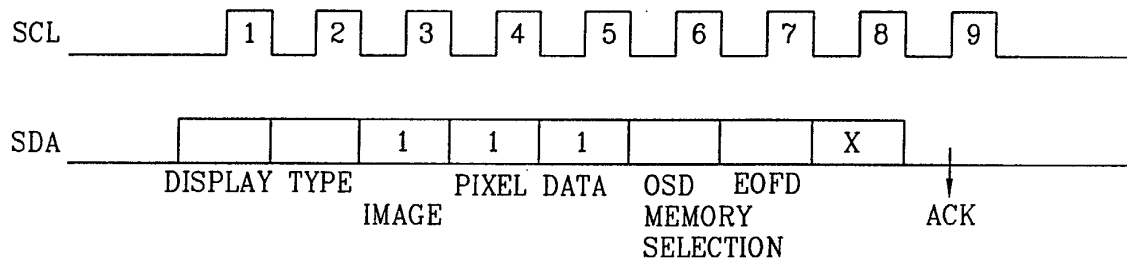 SCL 1 2 3 4 5 6 7 8 9
SDA 1 1 1 X
DISPLAY TYPE PIXEL DATA OSD EOFD
IMAGE MEMORY ACK
SELECTION